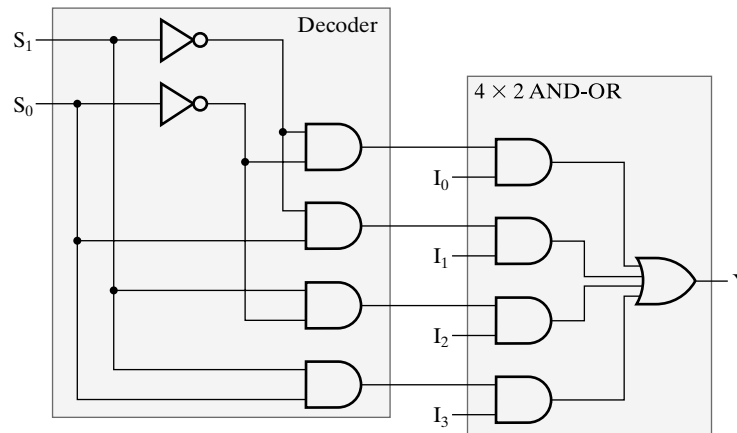 Decoder
S₁
S₀
4 × 2 AND-OR
I₀
I₁
I₂
I₃